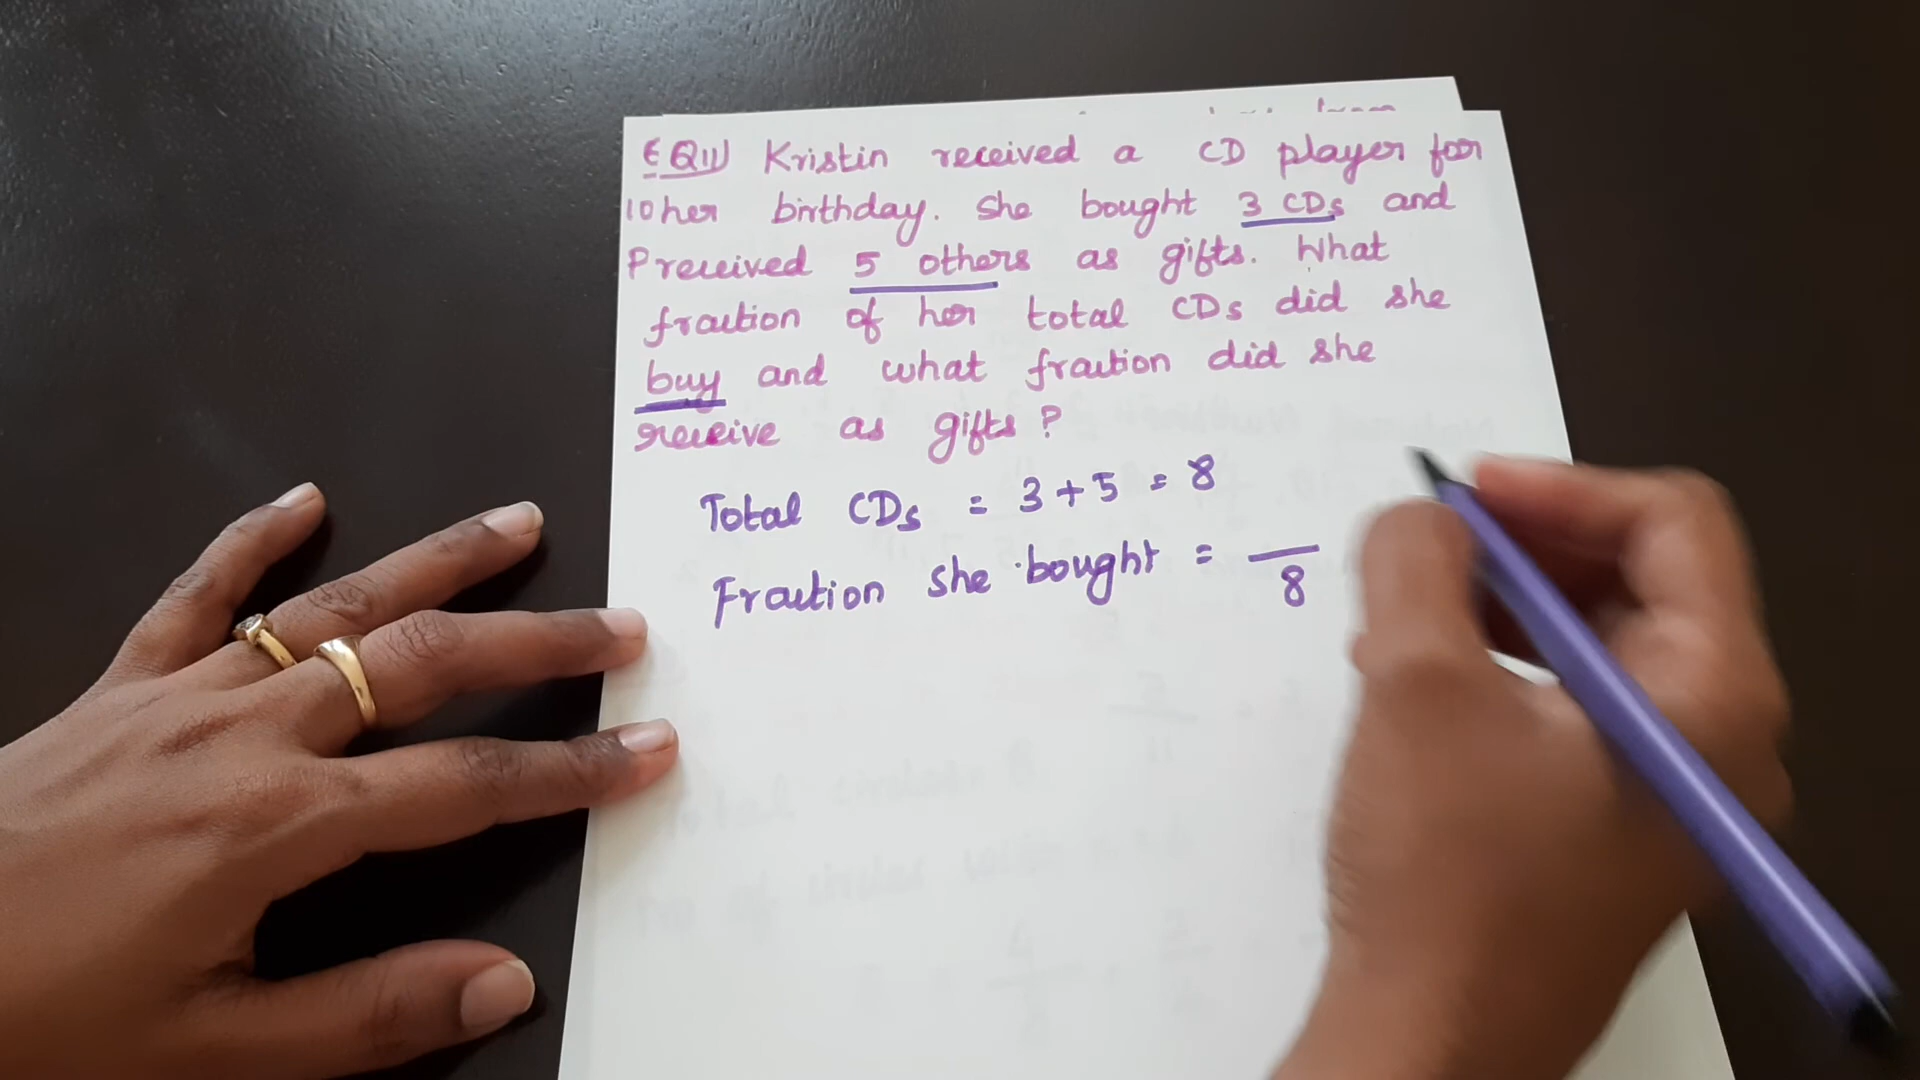 Q11) Kristin received a CD player for
her birthday. She bought 3 CDs and
received 5 others as gifts. What
fraction of her total CDs did she
buy and what fraction did she
receive as gifts?
Total CDs = 3 + 5 = 8
Fraction she bought = —
8